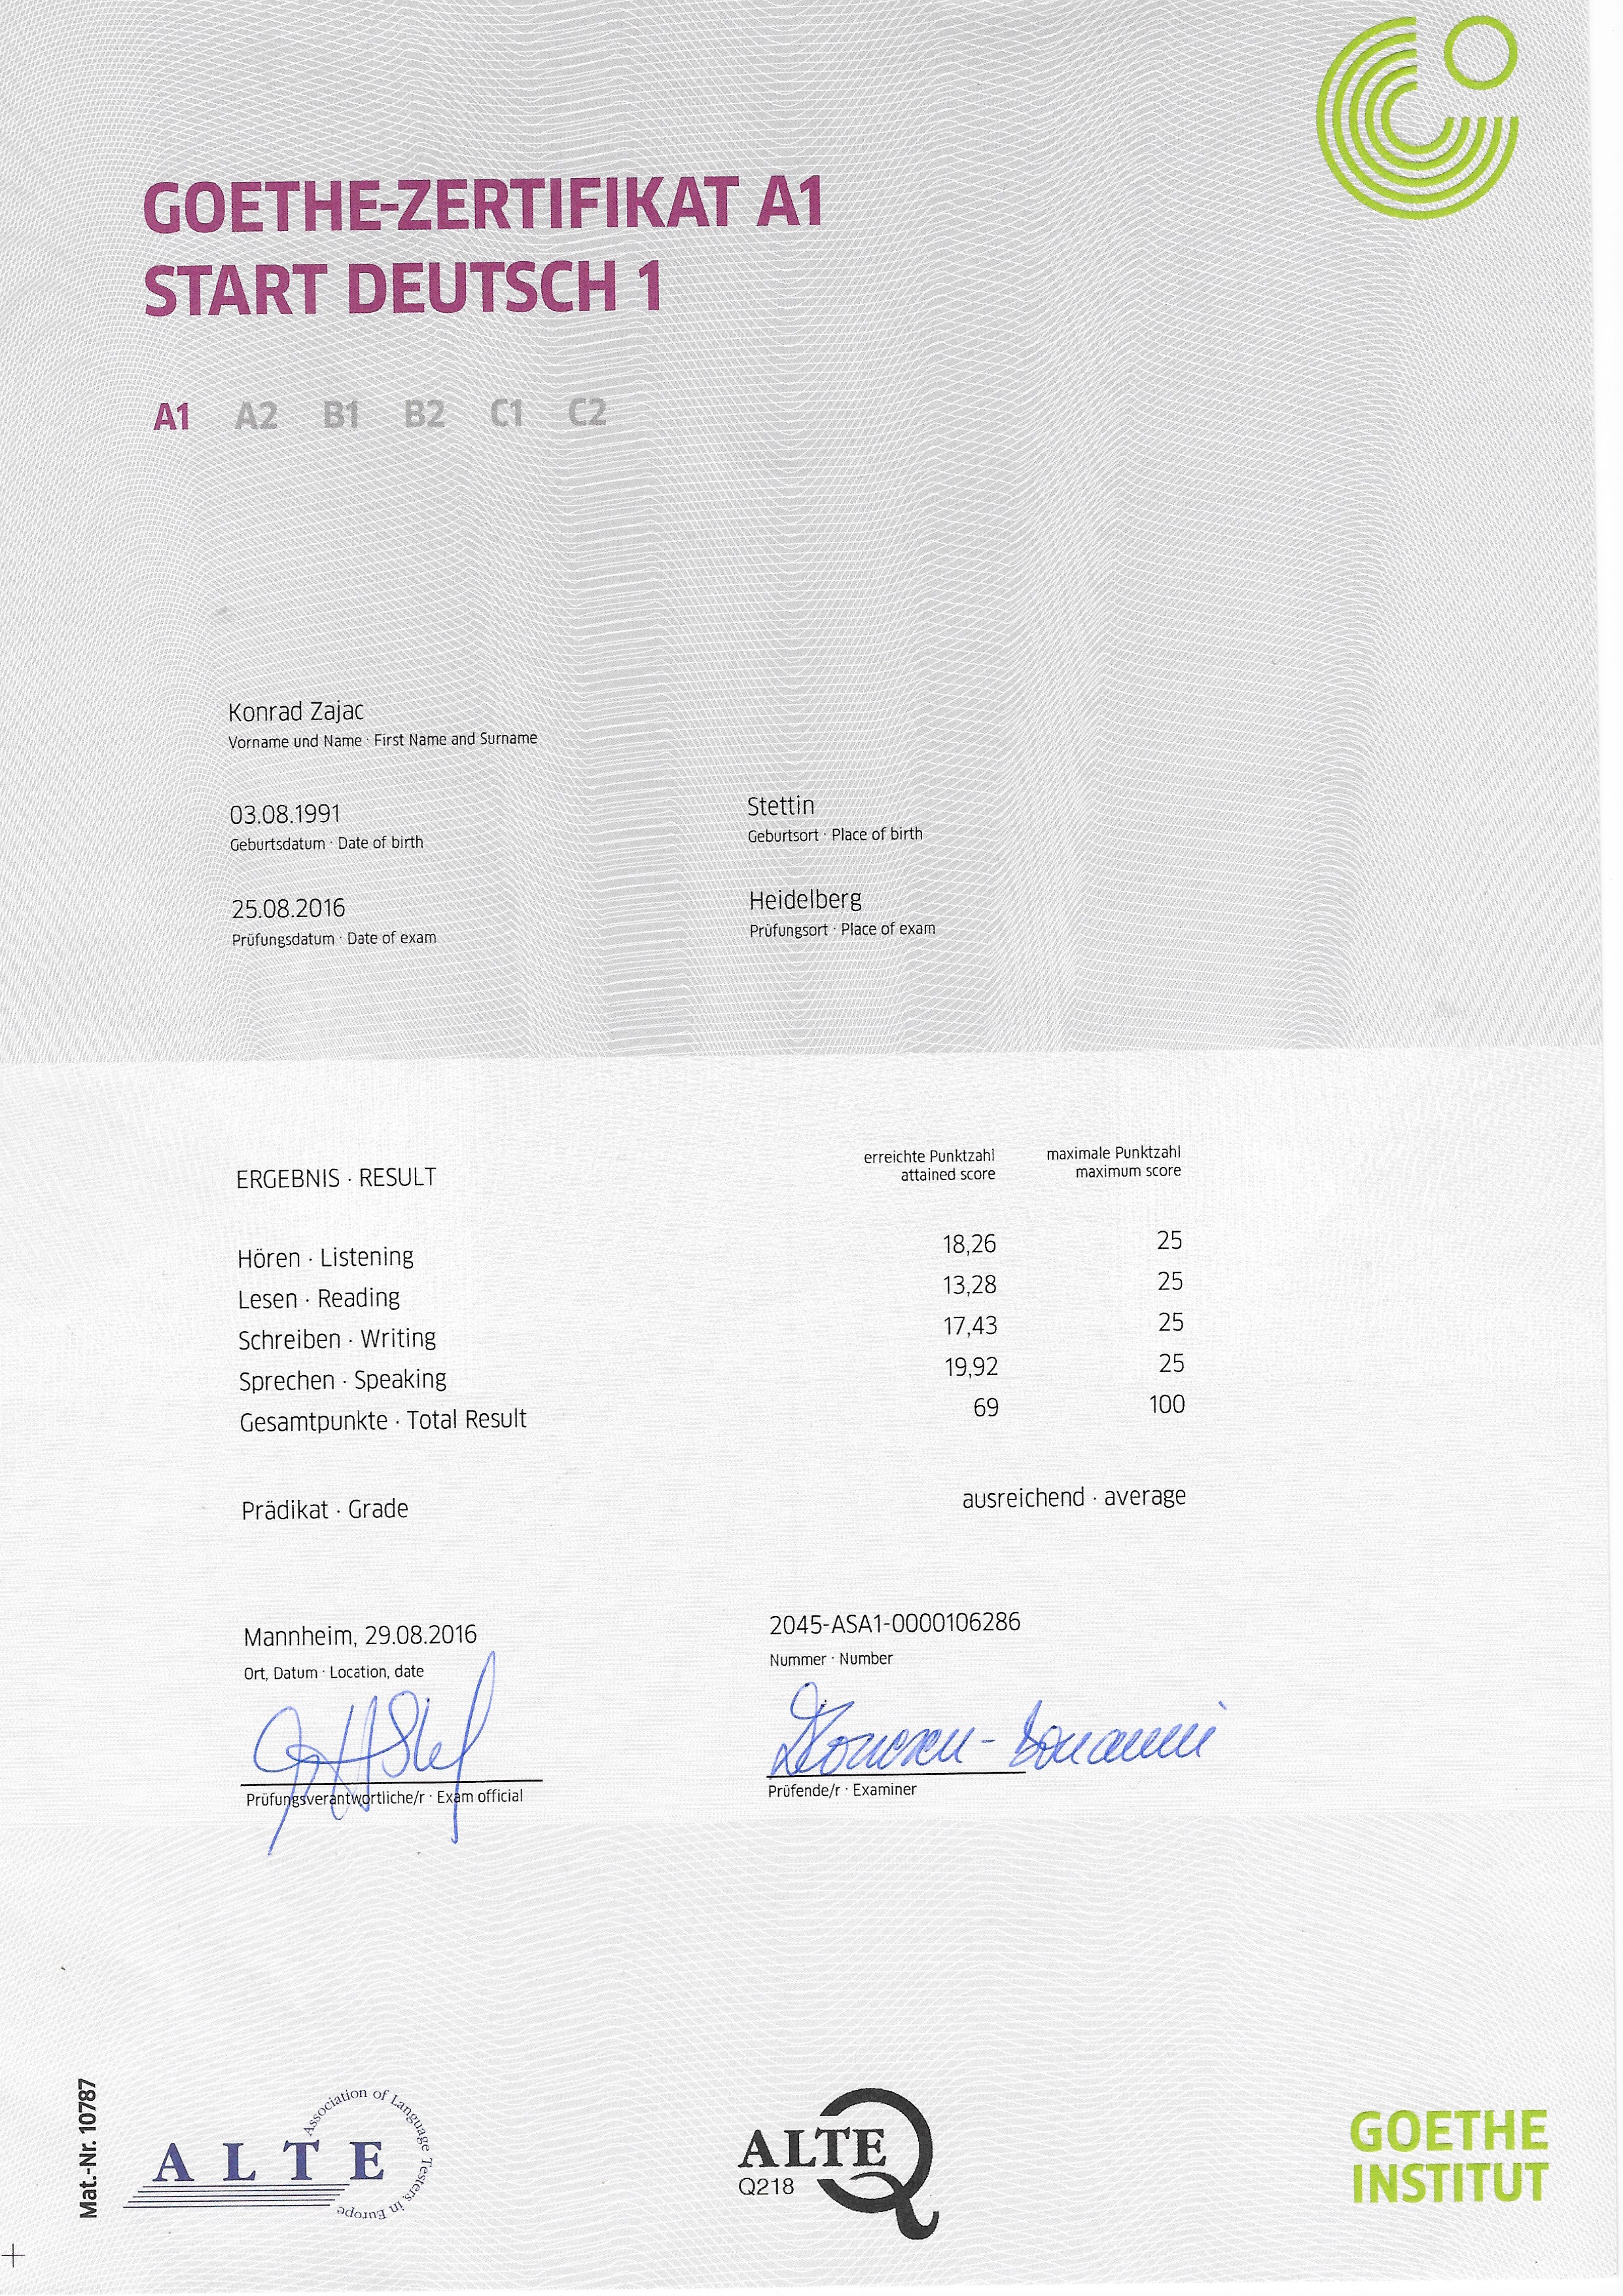 GOETHE-ZERTIFIKAT A1
START DEUTSCH 1
A1 A2 B1 B2 C1 C2
Konrad Zajac
Vorname und Name · First Name and Surname
03.08.1991
Geburtsdatum · Date of birth
Stettin
Geburtsort · Place of birth
25.08.2016
Prüfungsdatum · Date of exam
Heidelberg
Prüfungsort · Place of exam
ERGEBNIS · RESULT
erreichte Punktzahl
attained score
maximale Punktzahl
maximum score
Hören · Listening 18,26 25
Lesen · Reading 13,28 25
Schreiben · Writing 17,43 25
Sprechen · Speaking 19,92 25
Gesamtpunkte · Total Result 69 100
Prädikat · Grade ausreichend · average
Mannheim, 29.08.2016
Ort, Datum · Location, date
2045-ASA1-0000106286
Nummer · Number
Prüfungsverantwortliche/r · Exam official
Prüfende/r · Examiner
Mat.-Nr. 10787
ALTE
Association of Language Testers in Europe
ALTE
Q218
GOETHE
INSTITUT